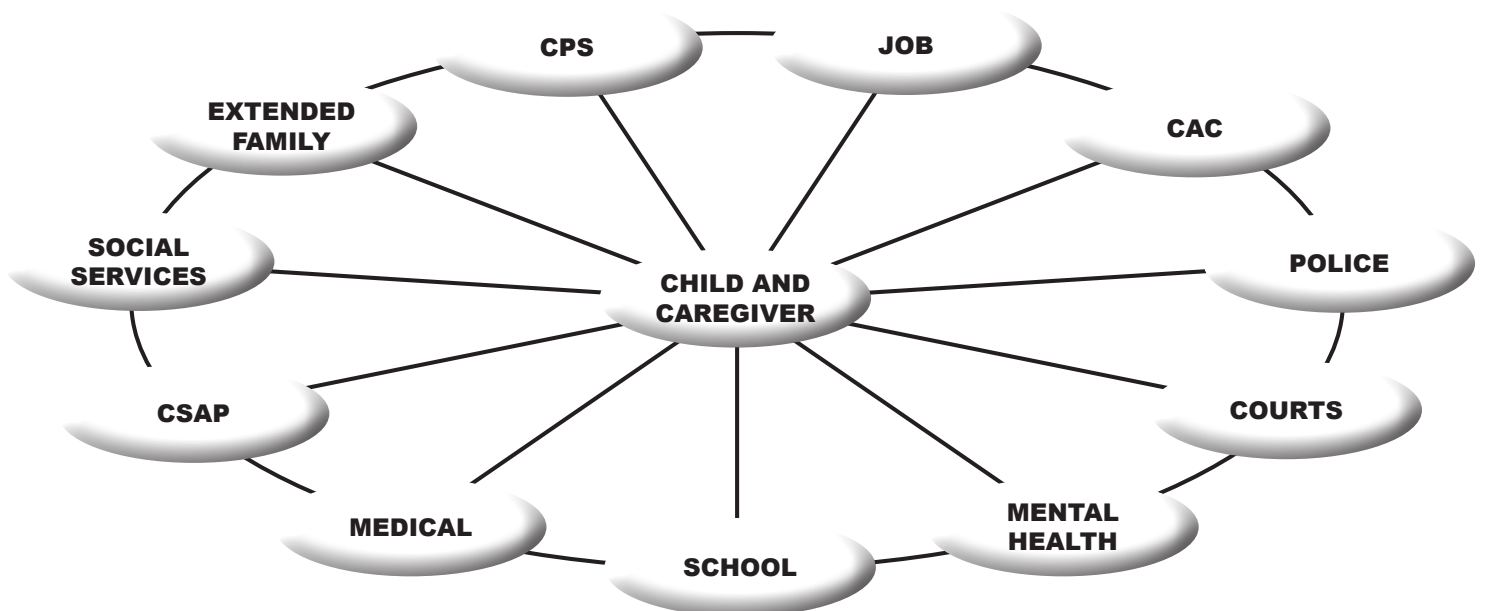 CPS
JOB
EXTENDED
FAMILY
CAC
SOCIAL
SERVICES
POLICE
CHILD AND
CAREGIVER
CSAP
COURTS
MEDICAL
MENTAL
HEALTH
SCHOOL